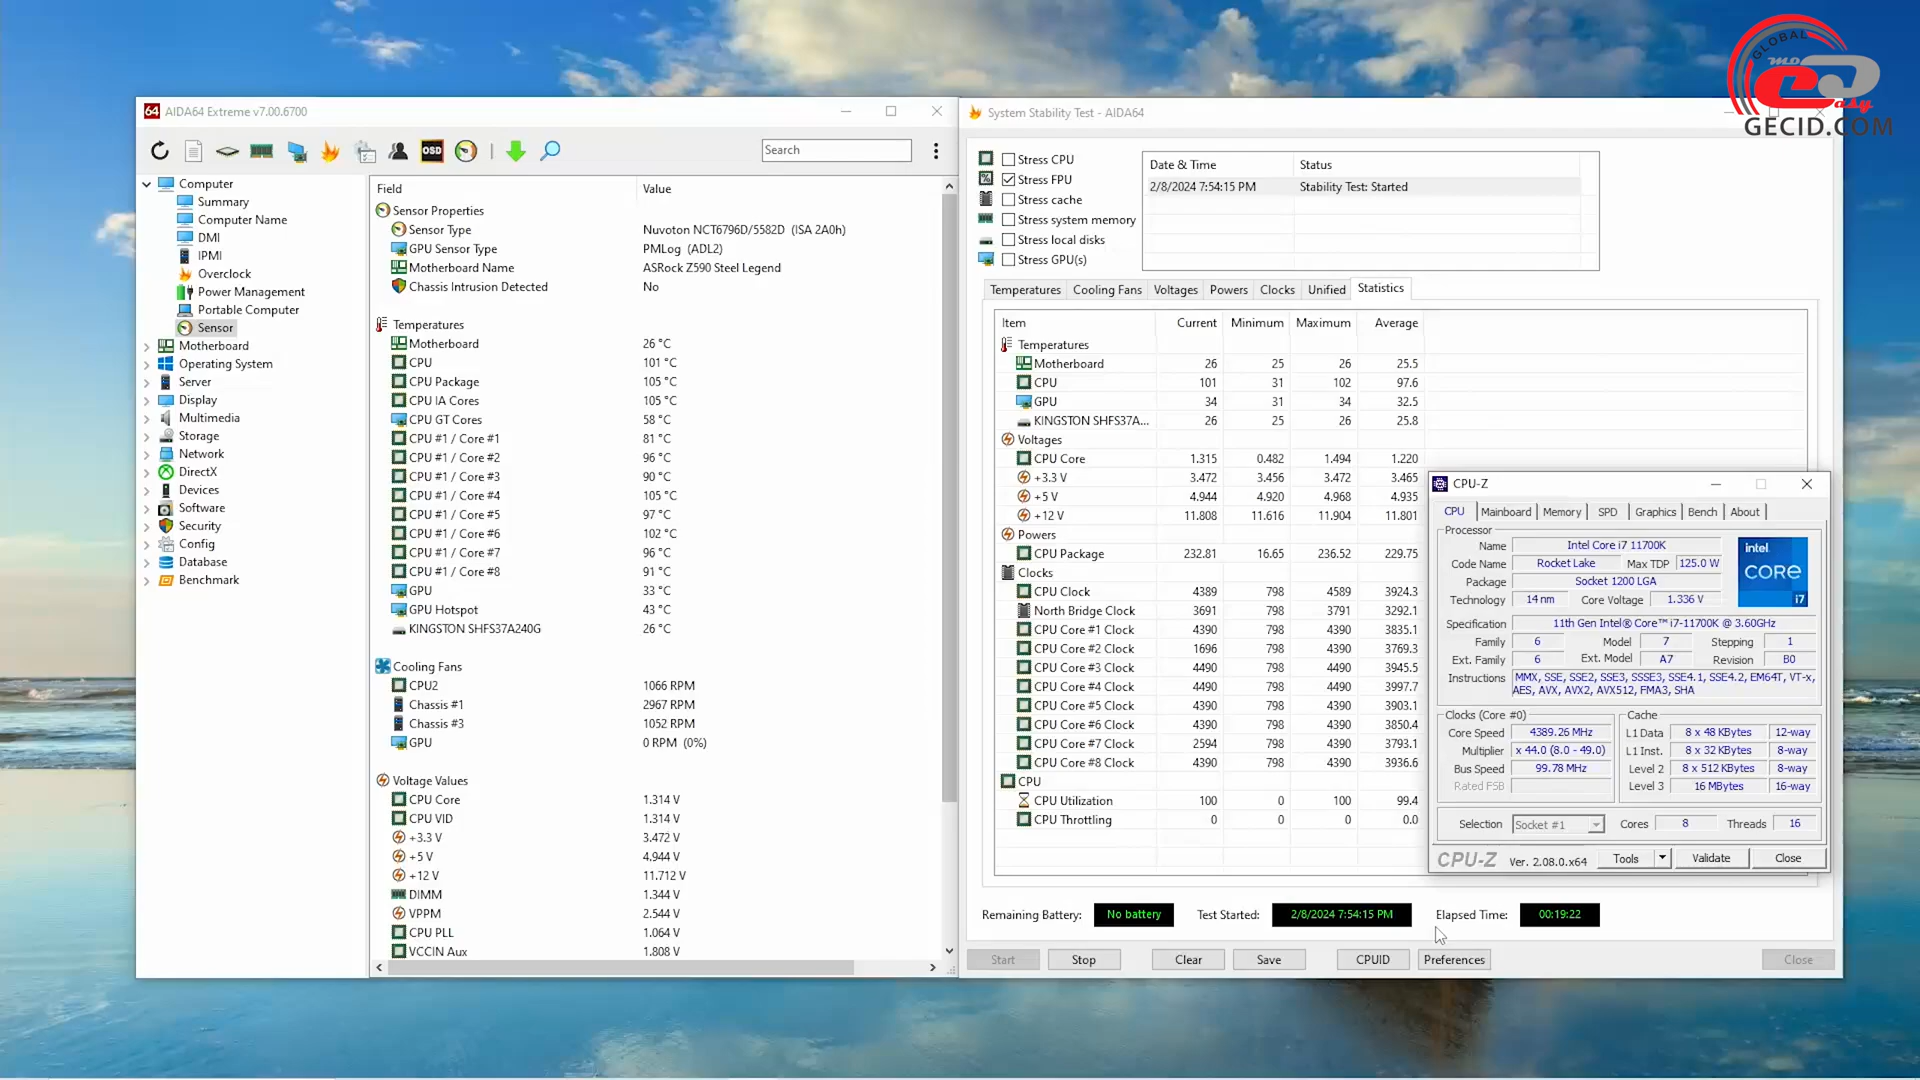 GLOBAL
MO
asy
GECID.COM
64 AIDA64 Extreme v7.00.6700
OSD
Search
Computer
Summary
Computer Name
DMI
IPMI
Overclock
Power Management
Portable Computer
Sensor
Motherboard
Operating System
Server
Display
Multimedia
Storage
Network
DirectX
Devices
Software
Security
Config
Database
Benchmark
Field Value
Sensor Properties
Sensor Type Nuvoton NCT6796D/5582D (ISA 2A0h)
GPU Sensor Type PMLog (ADL2)
Motherboard Name ASRock Z590 Steel Legend
Chassis Intrusion Detected No
Temperatures
Motherboard 26 °C
CPU 101 °C
CPU Package 105 °C
CPU IA Cores 105 °C
CPU GT Cores 58 °C
CPU #1 / Core #1 81 °C
CPU #1 / Core #2 96 °C
CPU #1 / Core #3 90 °C
CPU #1 / Core #4 105 °C
CPU #1 / Core #5 97 °C
CPU #1 / Core #6 102 °C
CPU #1 / Core #7 96 °C
CPU #1 / Core #8 91 °C
GPU 33 °C
GPU Hotspot 43 °C
KINGSTON SHFS37A240G 26 °C
Cooling Fans
CPU2 1066 RPM
Chassis #1 2967 RPM
Chassis #3 1052 RPM
GPU 0 RPM (0%)
Voltage Values
CPU Core 1.314 V
CPU VID 1.314 V
+3.3 V 3.472 V
+5 V 4.944 V
+12 V 11.712 V
DIMM 1.344 V
VPPM 2.544 V
CPU PLL 1.064 V
VCCIN Aux 1.808 V
System Stability Test - AIDA64
Stress CPU
Stress FPU
Stress cache
Stress system memory
Stress local disks
Stress GPU(s)
Date & Time Status
2/8/2024 7:54:15 PM Stability Test: Started
Temperatures Cooling Fans Voltages Powers Clocks Unified Statistics
Item Current Minimum Maximum Average
Temperatures
Motherboard 26 25 26 25.5
CPU 101 31 102 97.6
GPU 34 31 34 32.5
KINGSTON SHFS37A... 26 25 26 25.8
Voltages
CPU Core 1.315 0.482 1.494 1.220
+3.3 V 3.472 3.456 3.472 3.465
+5 V 4.944 4.920 4.968 4.935
+12 V 11.808 11.616 11.904 11.801
Powers
CPU Package 232.81 16.65 236.52 229.75
Clocks
CPU Clock 4389 798 4589 3924.3
North Bridge Clock 3691 798 3791 3292.1
CPU Core #1 Clock 4390 798 4390 3835.1
CPU Core #2 Clock 1696 798 4390 3769.3
CPU Core #3 Clock 4490 798 4490 3945.5
CPU Core #4 Clock 4490 798 4490 3997.7
CPU Core #5 Clock 4390 798 4490 3903.1
CPU Core #6 Clock 4390 798 4390 3850.4
CPU Core #7 Clock 2594 798 4390 3793.1
CPU Core #8 Clock 4390 798 4390 3936.6
CPU
CPU Utilization 100 0 100 99.4
CPU Throttling 0 0 0 0.0
Remaining Battery: No battery Test Started: 2/8/2024 7:54:15 PM Elapsed Time: 00:19:22
Start Stop Clear Save CPUID Preferences Close
CPU-Z
CPU Mainboard Memory SPD Graphics Bench About
Processor
Name Intel Core i7 11700K
Code Name Rocket Lake Max TDP 125.0 W
Package Socket 1200 LGA
Technology 14 nm Core Voltage 1.336 V
intel
CORE
i7
Specification 11th Gen Intel® Core™ i7-11700K @ 3.60GHz
Family 6 Model 7 Stepping 1
Ext. Family 6 Ext. Model A7 Revision B0
Instructions MMX, SSE, SSE2, SSE3, SSSE3, SSE4.1, SSE4.2, EM64T, VT-x,
AES, AVX, AVX2, AVX512, FMA3, SHA
Clocks (Core #0)
Core Speed 4389.26 MHz
Multiplier x 44.0 (8.0 - 49.0)
Bus Speed 99.78 MHz
Rated FSB
Cache
L1 Data 8 x 48 KBytes 12-way
L1 Inst. 8 x 32 KBytes 8-way
Level 2 8 x 512 KBytes 8-way
Level 3 16 MBytes 16-way
Selection Socket #1 Cores 8 Threads 16
CPU-Z Ver. 2.08.0.x64 Tools Validate Close